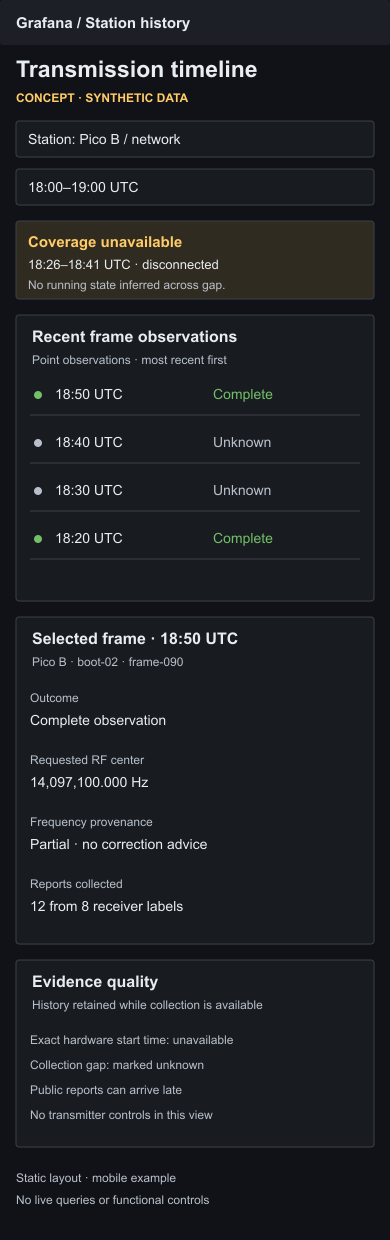 Grafana / Station history
Transmission timeline
CONCEPT · SYNTHETIC DATA
Station: Pico B / network
18:00–19:00 UTC
Coverage unavailable
18:26–18:41 UTC · disconnected
No running state inferred across gap.
Recent frame observations
Point observations · most recent first
18:50 UTC Complete
18:40 UTC Unknown
18:30 UTC Unknown
18:20 UTC Complete
Selected frame · 18:50 UTC
Pico B · boot-02 · frame-090
Outcome
Complete observation
Requested RF center
14,097,100.000 Hz
Frequency provenance
Partial · no correction advice
Reports collected
12 from 8 receiver labels
Evidence quality
History retained while collection is available
Exact hardware start time: unavailable
Collection gap: marked unknown
Public reports can arrive late
No transmitter controls in this view
Static layout · mobile example
No live queries or functional controls